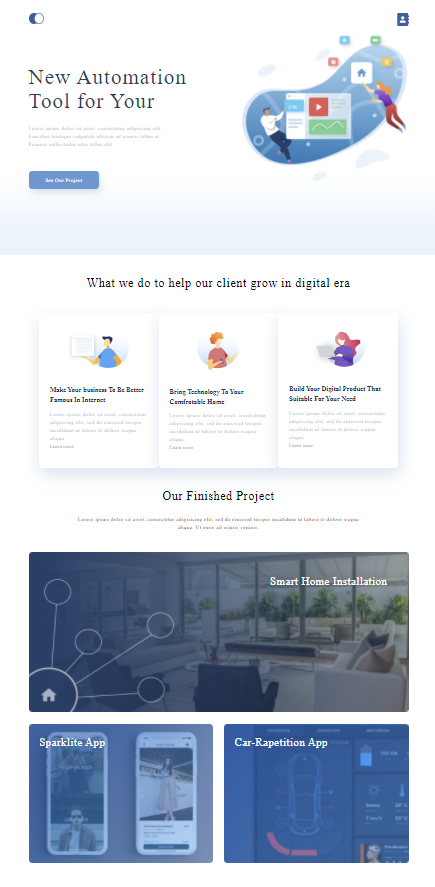 New Automation
Tool for Your
Lorem ipsum dolor sit amet, consectetur adipiscing elit.
Faucibus tristique vulputate ultrices ut mauris tellus at.
Posuere sollicitudin odio tellus elit.
See Our Project
What we do to help our client grow in digital era
Make Your business To Be Better
Famous In Internet
Lorem ipsum dolor sit amet, consectetur
adipiscing elit, sed do eiusmod tempor
incididunt ut labore et dolore magna
aliqua.
Learn more
Bring Technology To Your
Comfrotable Home
Lorem ipsum dolor sit amet, consectetur
adipiscing elit, sed do eiusmod tempor
incididunt ut labore et dolore magna
aliqua.
Learn more
Build Your Digital Product That
Suitable For Your Need
Lorem ipsum dolor sit amet, consectetur
adipiscing elit, sed do eiusmod tempor
incididunt ut labore et dolore magna
aliqua.
Learn more
Our Finished Project
Lorem ipsum dolor sit amet, consectetur adipiscing elit, sed do eiusmod tempor incididunt ut labore et dolore magna
aliqua. Ut enim ad minim veniam.
Smart Home Installation
Sparklite App
Car-Rapetition App
Sunny